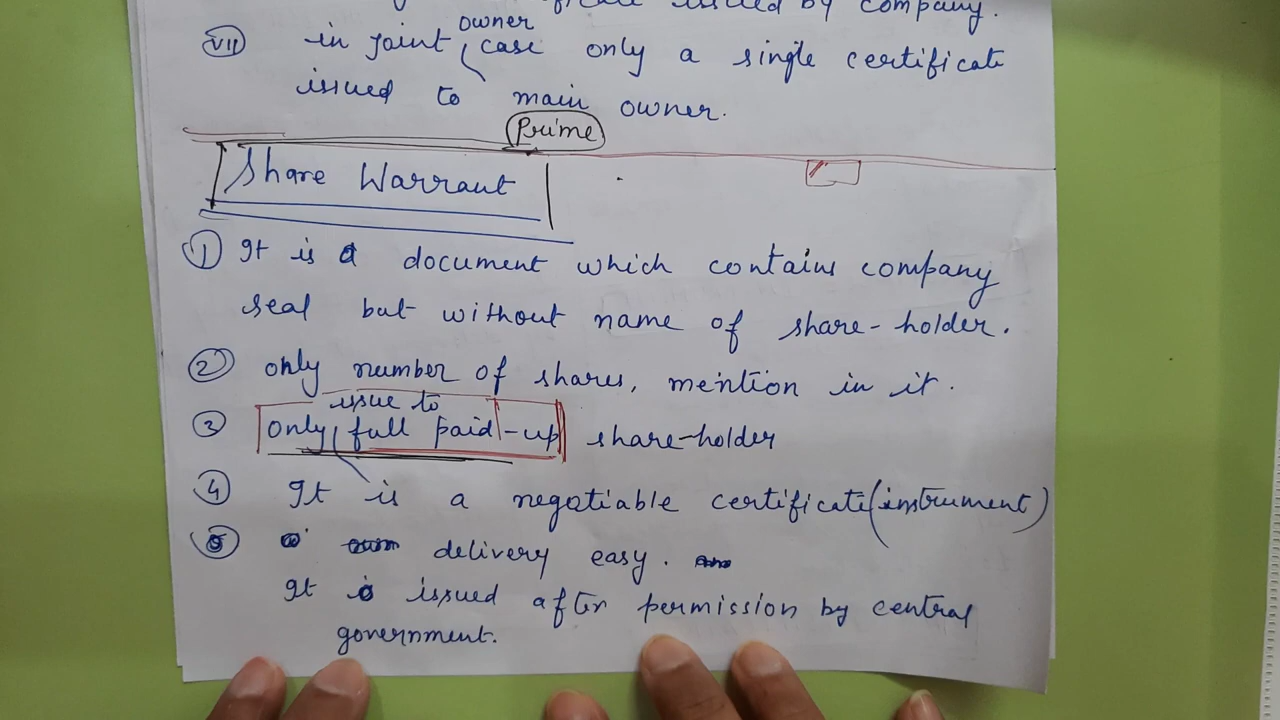 issued by company.
owner
VII in joint case only a single certificate
issued to main owner.
Prime
Share Warrant
1 It is a document which contains company
seal but without name of share-holder.
2 only number of shares, mention in it.
issue to
3 only full paid-up share-holder
4 It is a negotiable certificate (instrument)
5 delivery easy.
It is issued after permission by central
government.